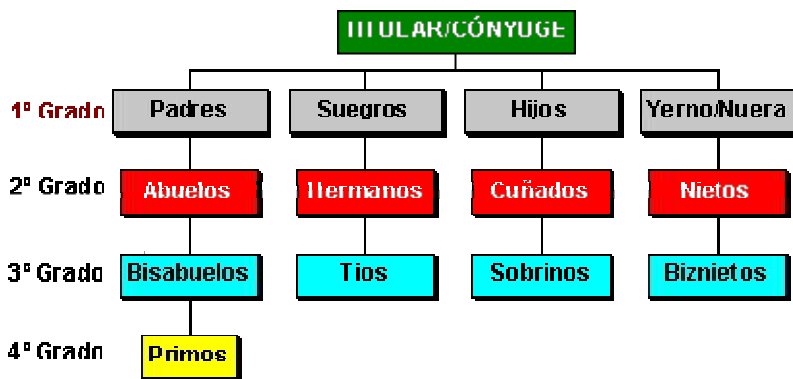 TITULAR/CÓNYUGE
1º Grado Padres Suegros Hijos Yerno/Nuera
2º Grado Abuelos Hermanos Cuñados Nietos
3º Grado Bisabuelos Tios Sobrinos Biznietos
4º Grado Primos